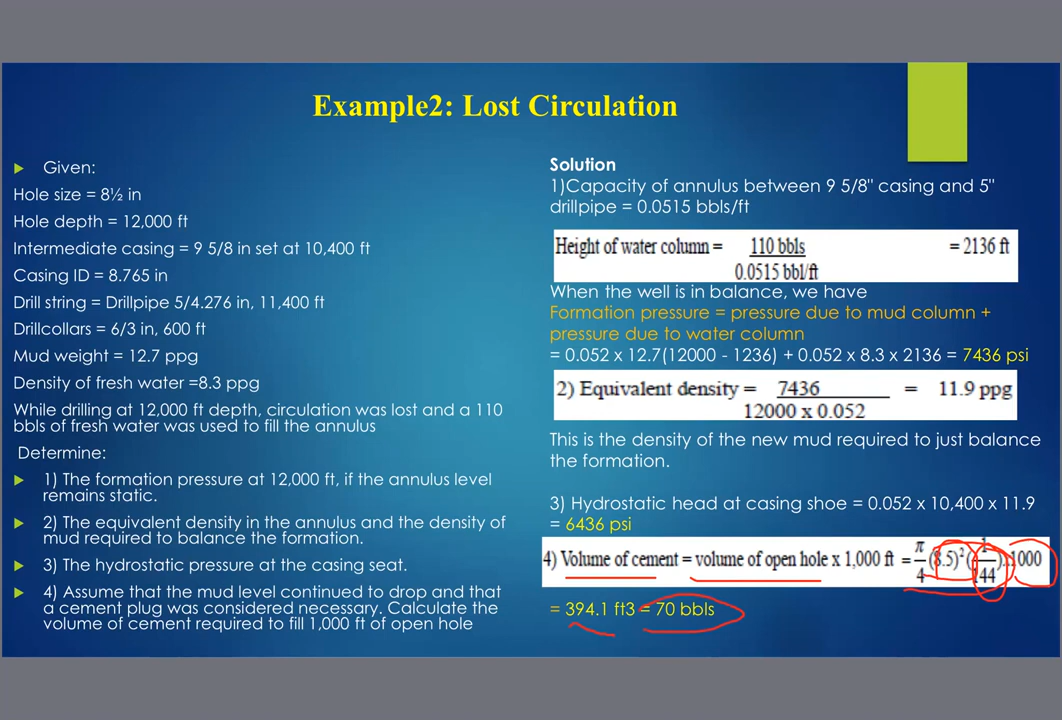 Example2: Lost Circulation
Given:
Hole size = 8½ in
Hole depth = 12,000 ft
Intermediate casing = 9 5/8 in set at 10,400 ft
Casing ID = 8.765 in
Drill string = Drillpipe 5/4.276 in, 11,400 ft
Drillcollars = 6/3 in, 600 ft
Mud weight = 12.7 ppg
Density of fresh water =8.3 ppg
While drilling at 12,000 ft depth, circulation was lost and a 110
bbls of fresh water was used to fill the annulus
Determine:
1) The formation pressure at 12,000 ft, if the annulus level
remains static.
2) The equivalent density in the annulus and the density of
mud required to balance the formation.
3) The hydrostatic pressure at the casing seat.
4) Assume that the mud level continued to drop and that
a cement plug was considered necessary. Calculate the
volume of cement required to fill 1,000 ft of open hole
Solution
1)Capacity of annulus between 9 5/8" casing and 5"
drillpipe = 0.0515 bbls/ft
Height of water column = 110 bbls = 2136 ft
0.0515 bbl/ft
When the well is in balance, we have
Formation pressure = pressure due to mud column +
pressure due to water column
= 0.052 x 12.7(12000 - 1236) + 0.052 x 8.3 x 2136 = 7436 psi
2) Equivalent density = 7436 = 11.9 ppg
12000 x 0.052
This is the density of the new mud required to just balance
the formation.
3) Hydrostatic head at casing shoe = 0.052 x 10,400 x 11.9
= 6436 psi
4) Volume of cement = volume of open hole x 1,000 ft = π/4 (8.5)² (1/144).1000
= 394.1 ft3 = 70 bbls